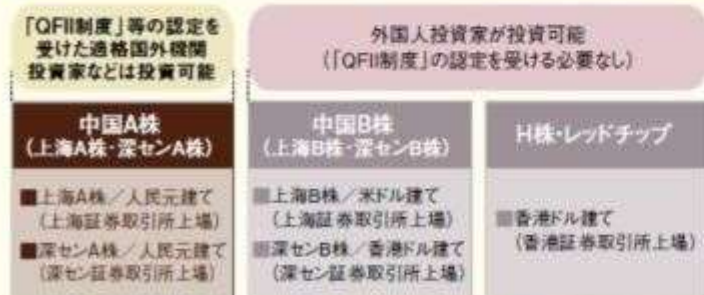 「QFII制度」等の認定を
受けた適格国外機関
投資家などは投資可能
外国人投資家が投資可能
(「QFII制度」の認定を受ける必要なし)
中国A株
(上海A株・深センA株)
中国B株
(上海B株・深センB株)
H株・レッドチップ
■上海A株/人民元建て
(上海証券取引所上場)
■深センA株/人民元建て
(深セン証券取引所上場)
■上海B株/米ドル建て
(上海証券取引所上場)
■深センB株/香港ドル建て
(深セン証券取引所上場)
■香港ドル建て
(香港証券取引所上場)